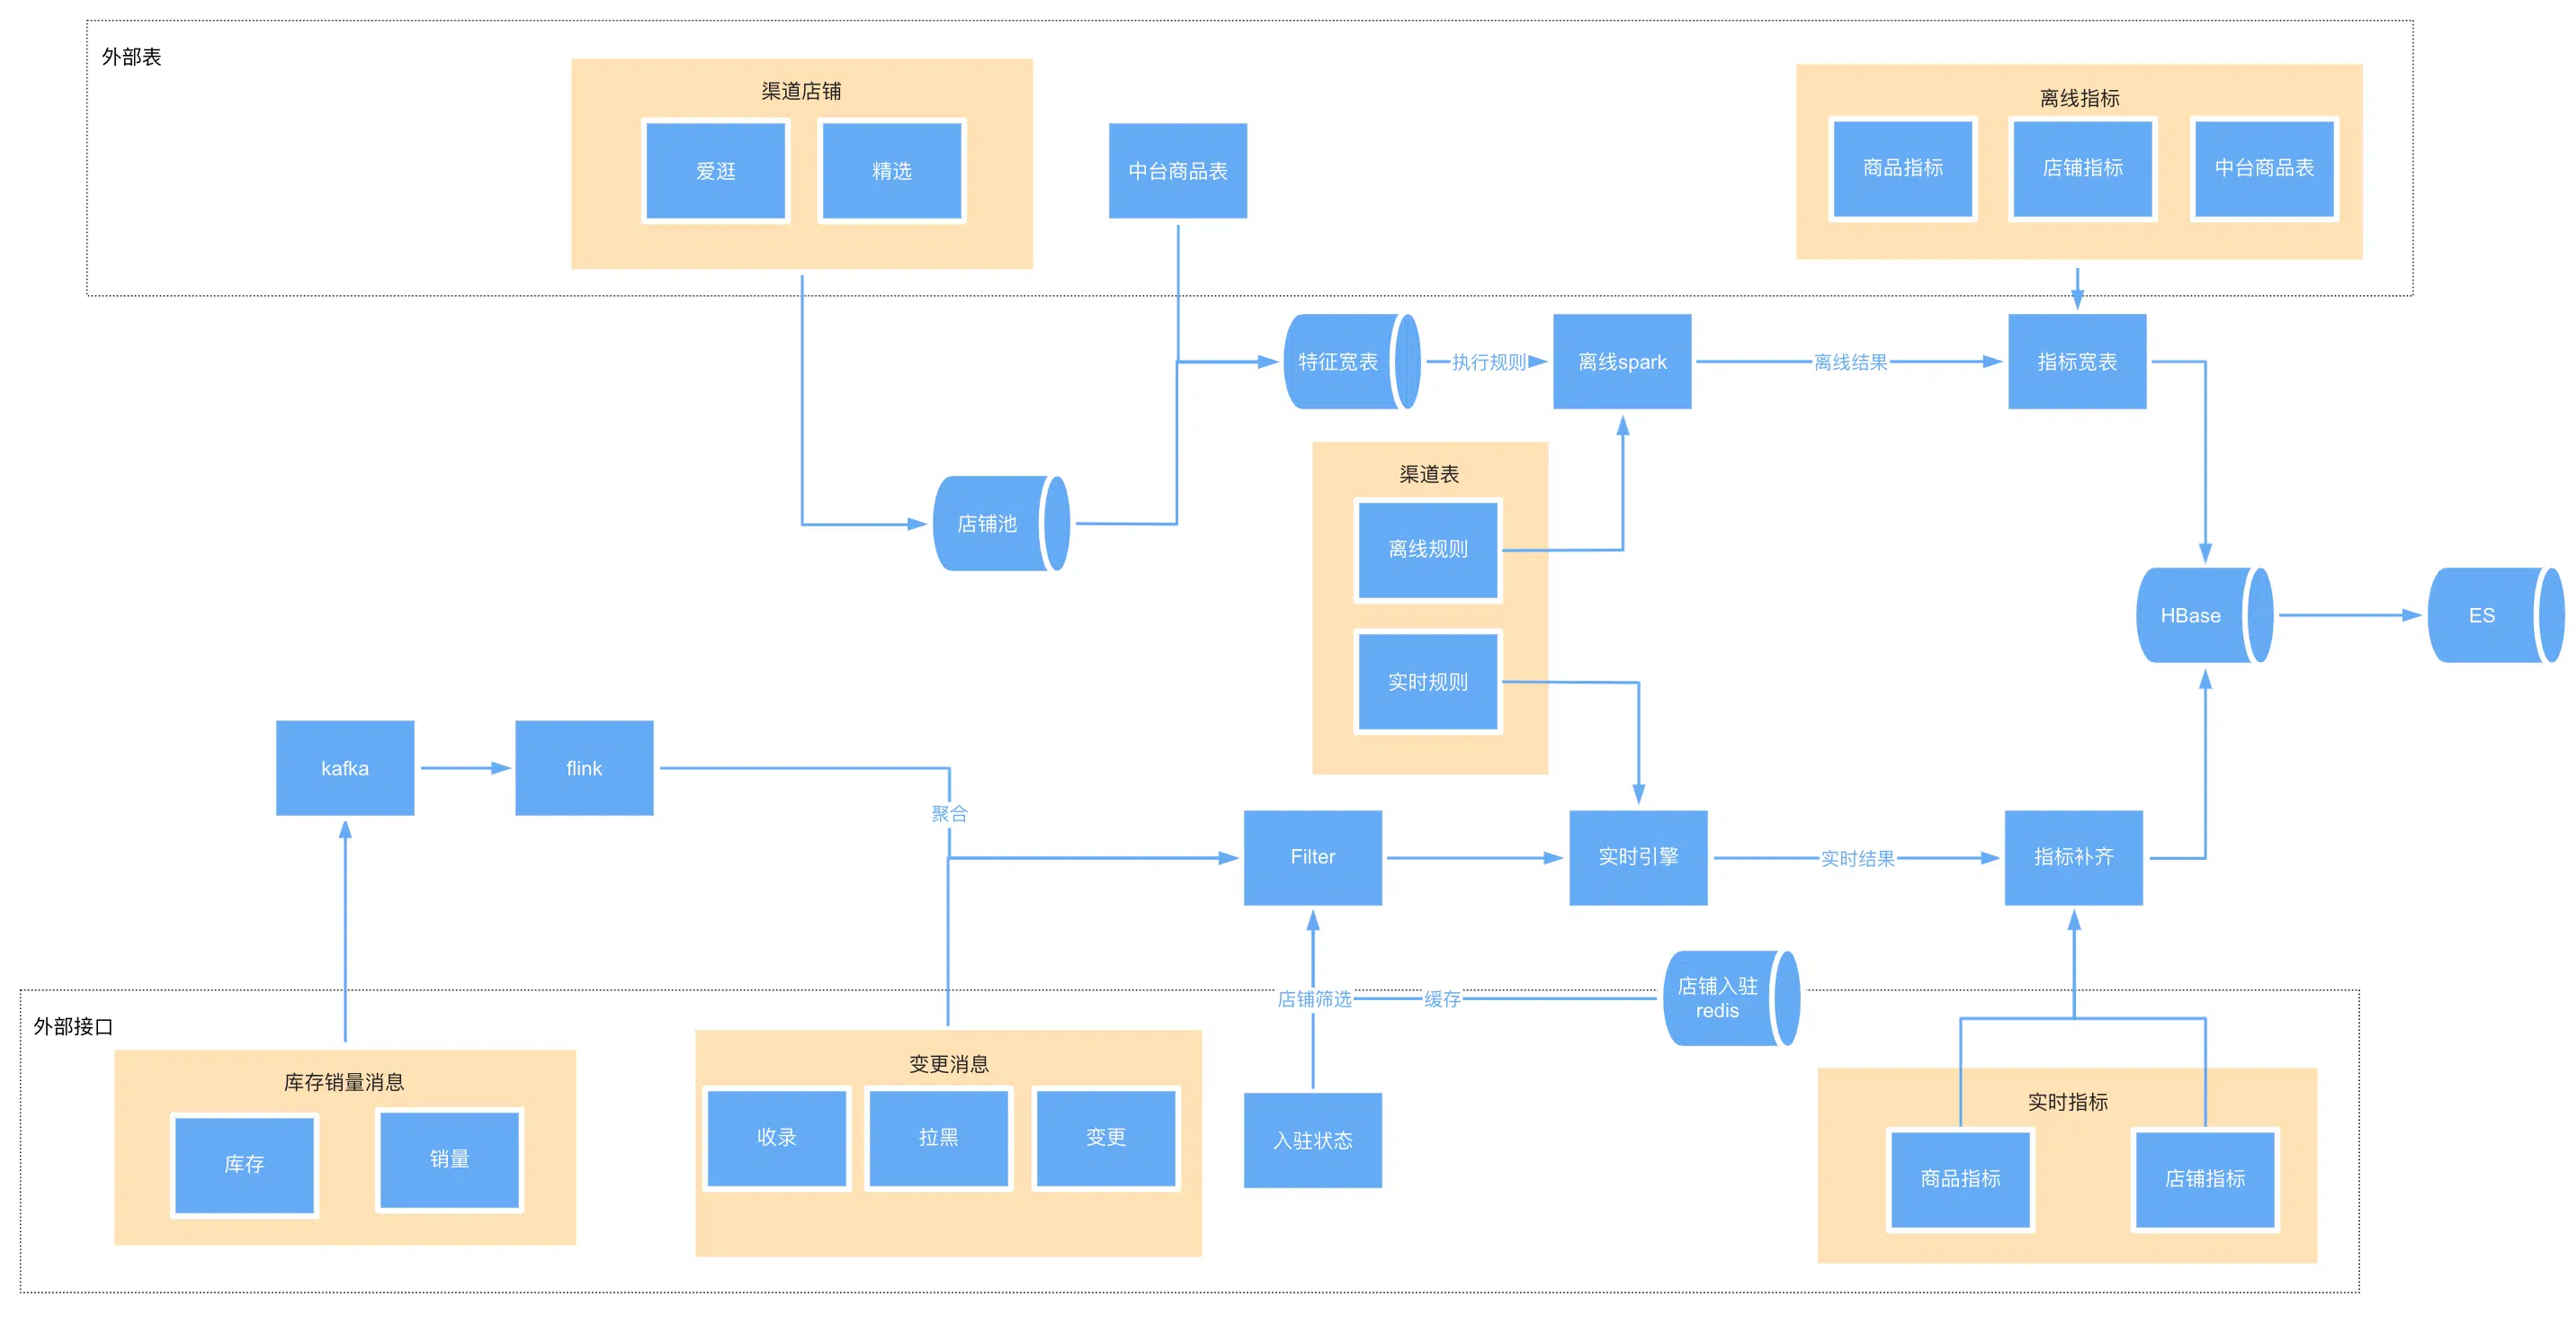 外部表
渠道店铺
爱逛
精选
中台商品表
离线指标
商品指标
店铺指标
中台商品表
特征宽表
执行规则
离线spark
离线结果
指标宽表
店铺池
渠道表
离线规则
实时规则
HBase
ES
kafka
flink
聚合
Filter
实时引擎
实时结果
指标补齐
店铺筛选
缓存
店铺入驻
redis
外部接口
库存销量消息
库存
销量
变更消息
收录
拉黑
变更
入驻状态
实时指标
商品指标
店铺指标